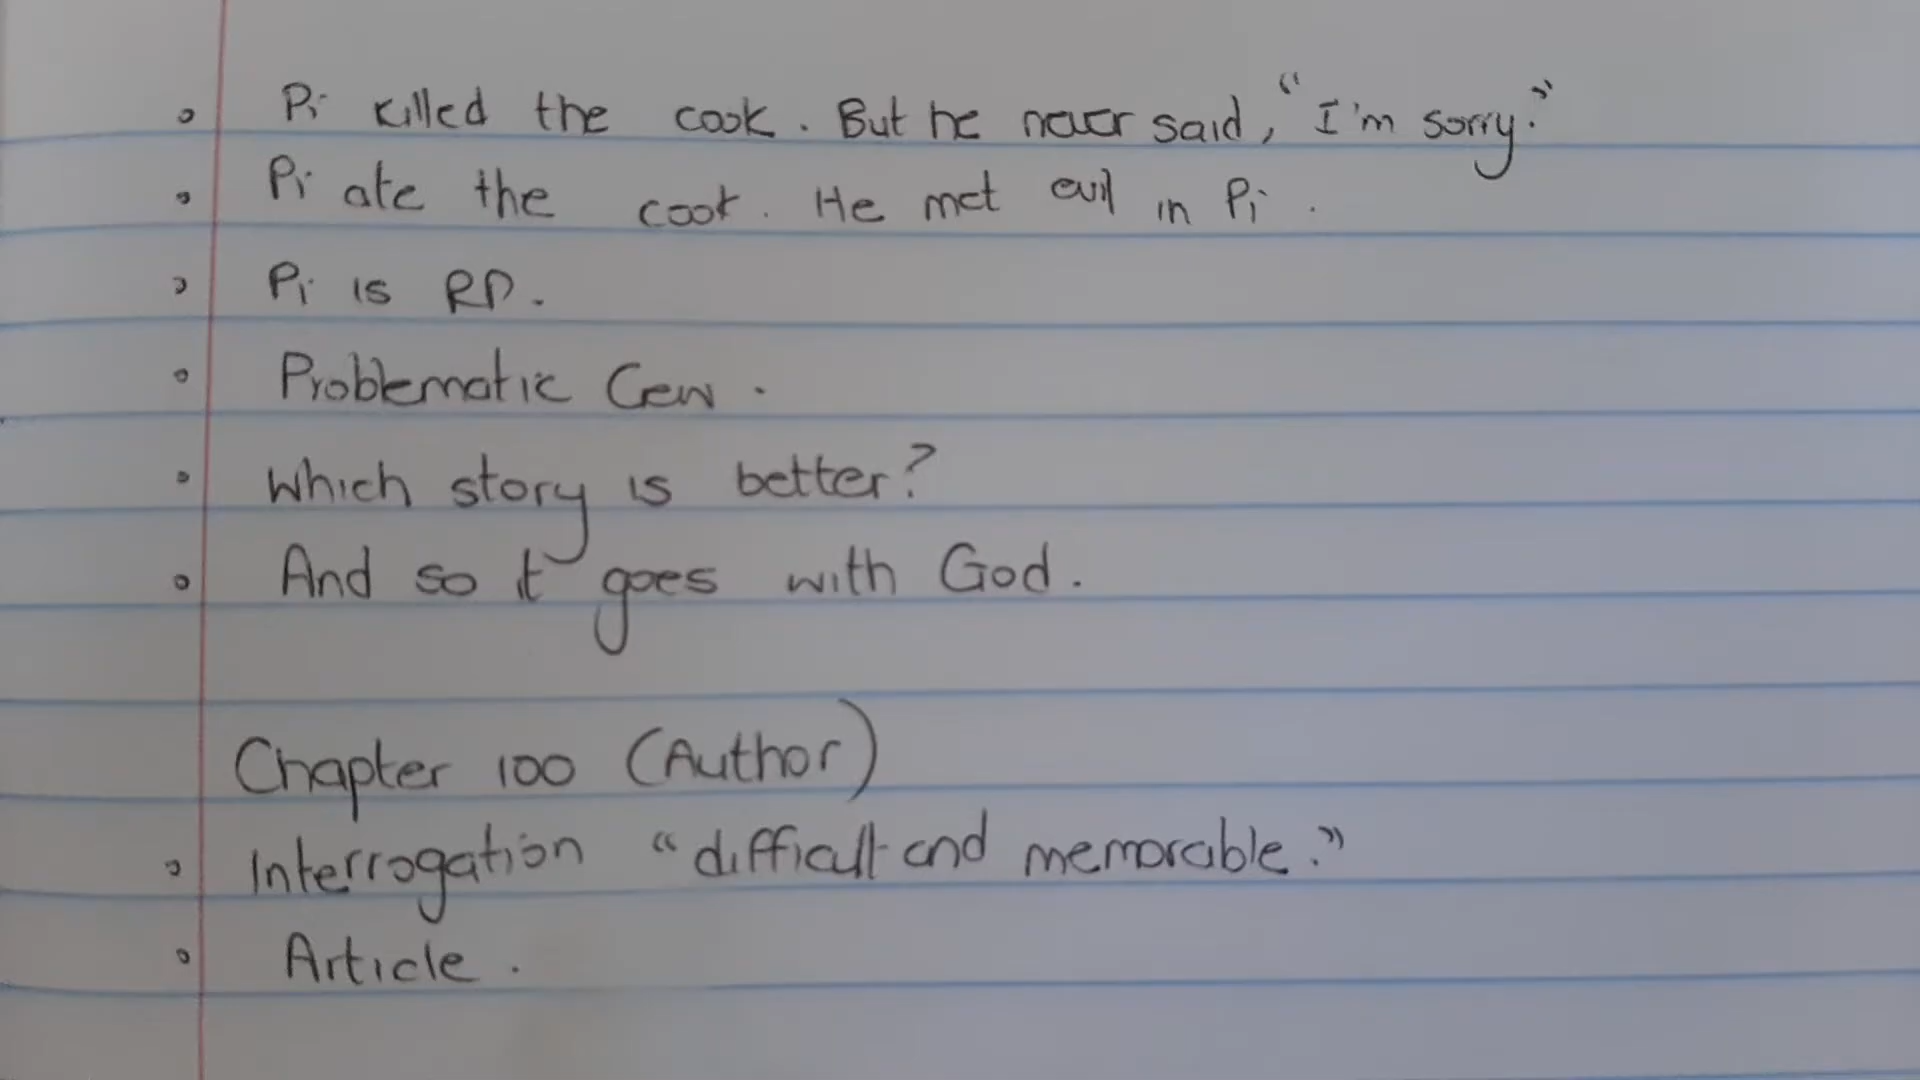 Pi killed the cook. But he never said, "I'm sorry."
Pi ate the cook. He met evil in Pi.
Pi is RP.
Problematic Crew.
Which story is better?
And so it goes with God.
Chapter 100 (Author)
Interrogation "difficult and memorable."
Article.